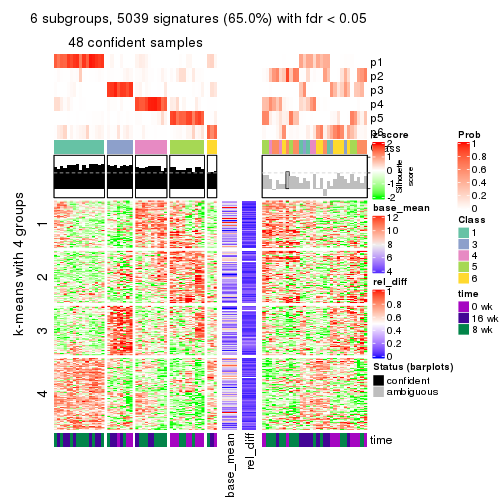 6 subgroups, 5039 signatures (65.0%) with fdr < 0.05
48 confident samples
p1
p2
p3
p4
p5
p6
Class
Silhouette
score
k-means with 4 groups
1
2
3
4
base_mean
rel_diff
time
z-score
2
1
0
-1
-2
base_mean
12
10
8
6
4
rel_diff
1
0.8
0.6
0.4
0.2
0
Status (barplots)
confident
ambiguous
Prob
1
0.8
0.6
0.4
0.2
0
Class
1
2
4
5
6
time
0 wk
16 wk
8 wk